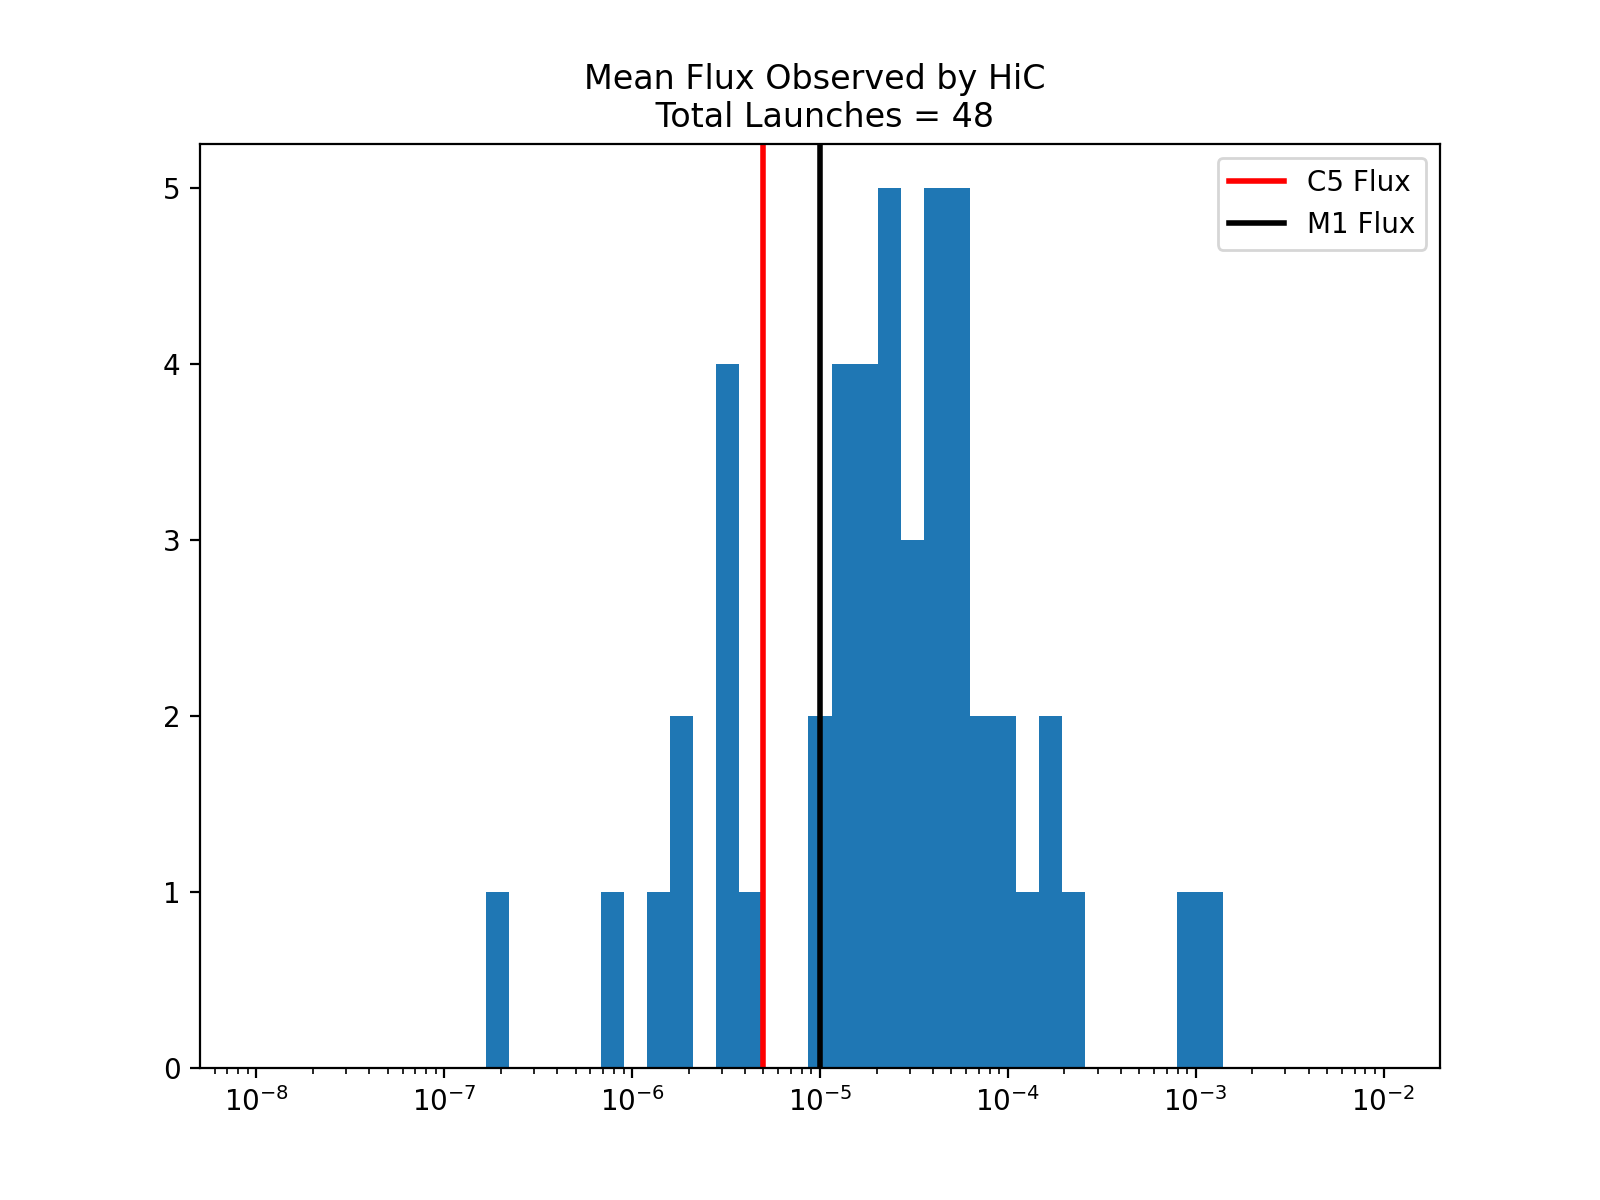 Mean Flux Observed by HiC
Total Launches = 48
C5 Flux
M1 Flux
5
4
3
2
1
0
10⁻⁸ 10⁻⁷ 10⁻⁶ 10⁻⁵ 10⁻⁴ 10⁻³ 10⁻²